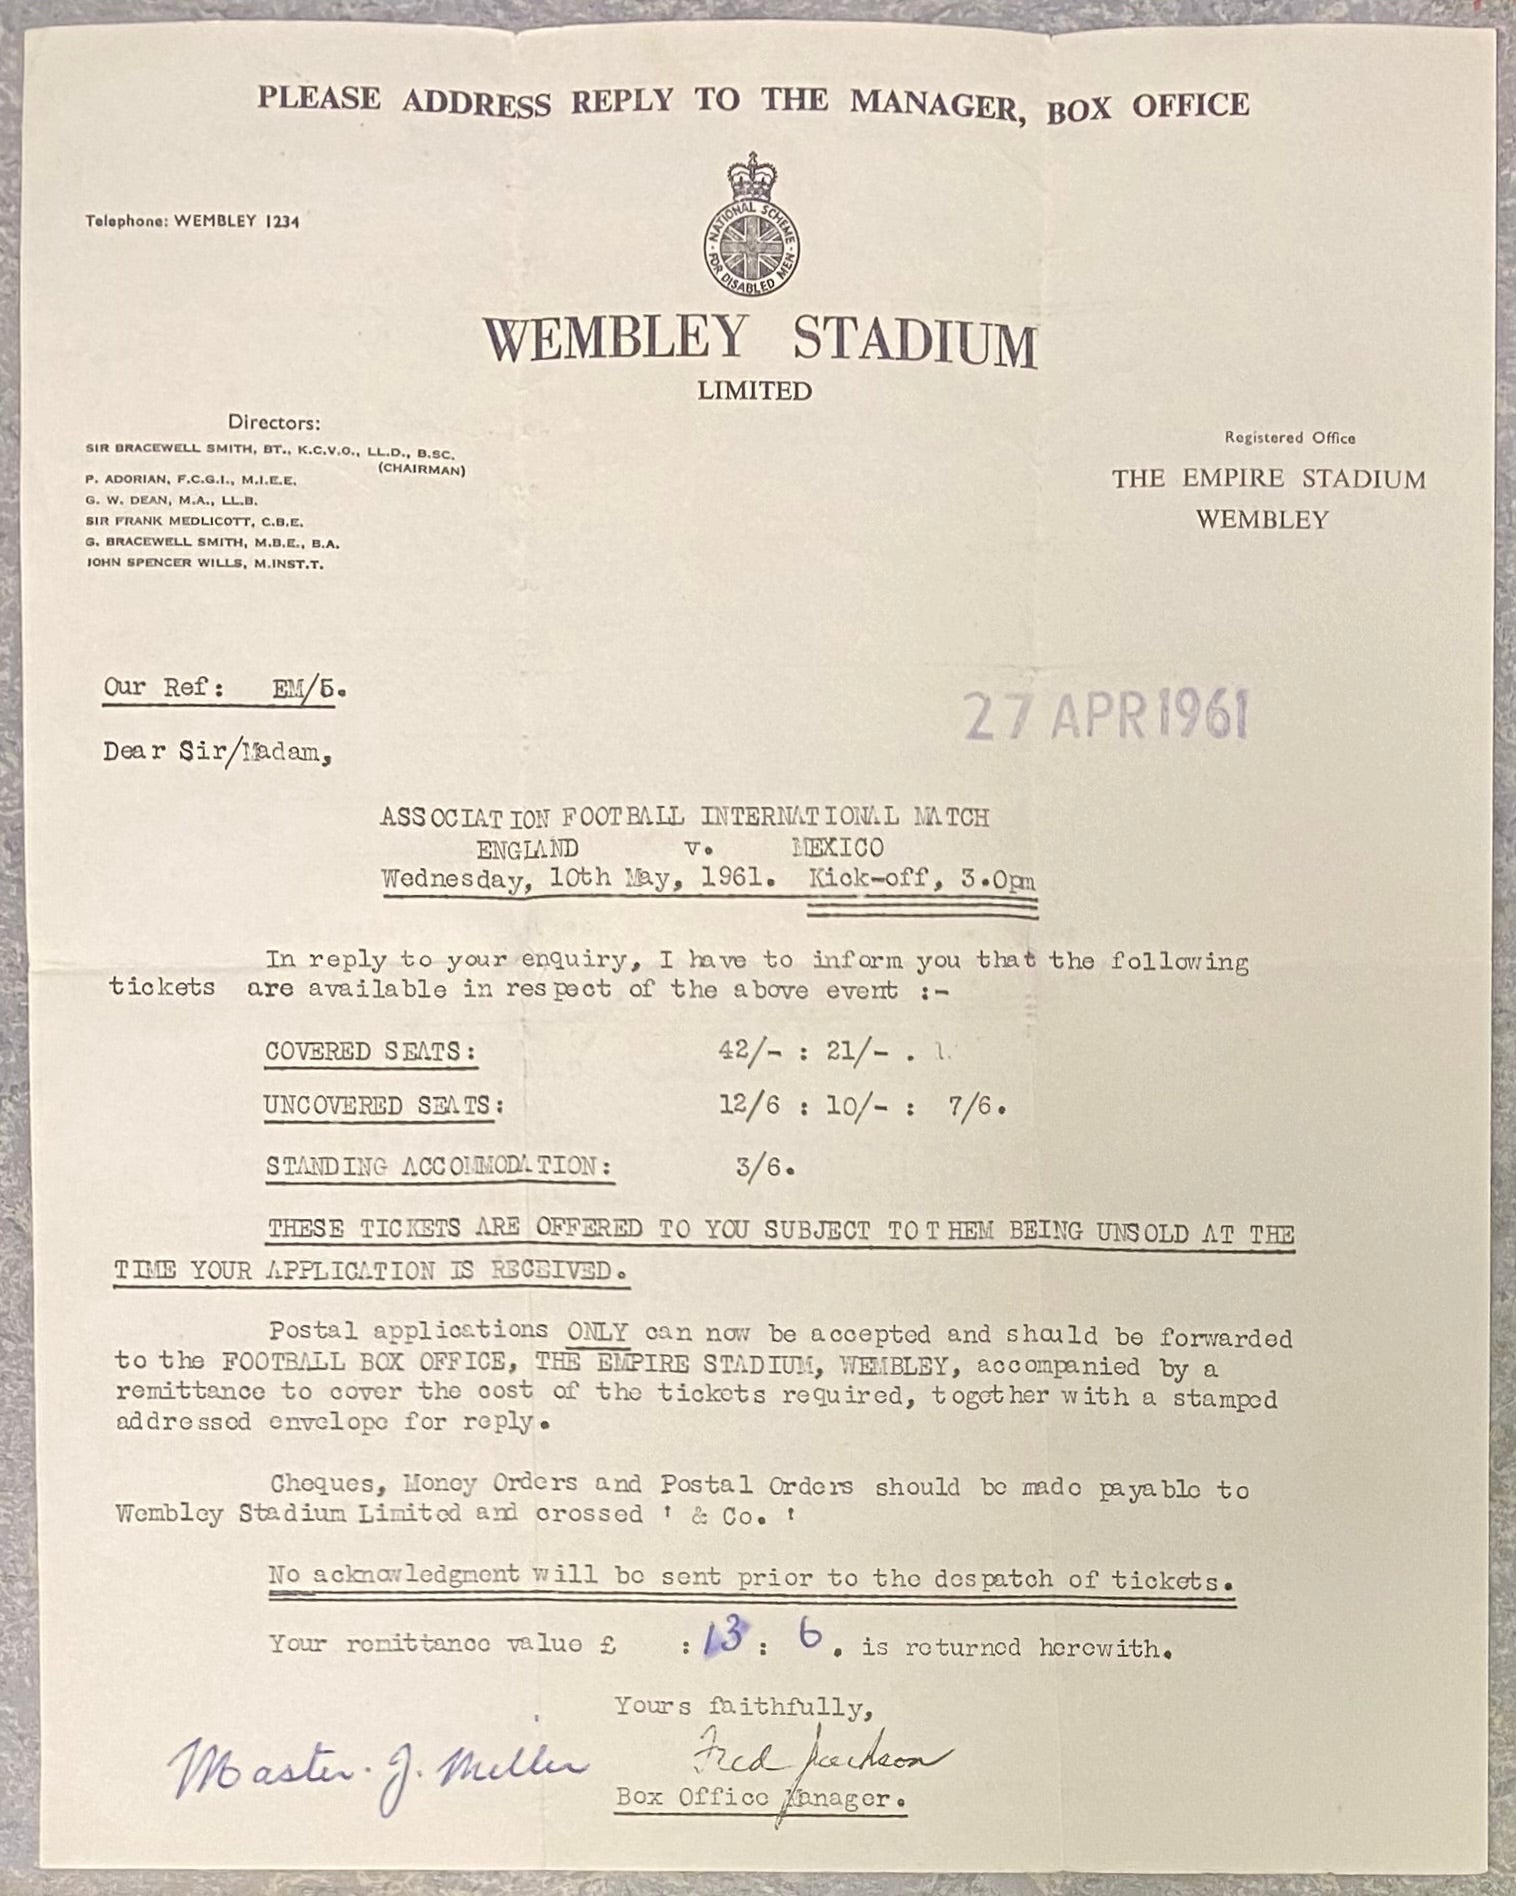 PLEASE ADDRESS REPLY TO THE MANAGER, BOX OFFICE
Telephone: WEMBLEY 1234
NATIONAL SCHEME
FOR DISABLED MEN
WEMBLEY STADIUM
LIMITED
Directors:
SIR BRACEWELL SMITH, BT., K.C.V.O., LL.D., B.SC.
(CHAIRMAN)
P. ADORIAN, F.C.G.I., M.I.E.E.
G. W. DEAN, M.A., LL.B.
SIR FRANK MEDLICOTT, C.B.E.
G. BRACEWELL SMITH, M.B.E., B.A.
JOHN SPENCER WILLS, M.INST.T.
Registered Office
THE EMPIRE STADIUM
WEMBLEY
Our Ref: EM/5.
27 APR 1961
Dear Sir/Madam,
ASSOCIATION FOOTBALL INTERNATIONAL MATCH
ENGLAND v. MEXICO
Wednesday, 10th May, 1961. Kick-off, 3.0pm
In reply to your enquiry, I have to inform you that the following
tickets are available in respect of the above event :-
COVERED SEATS: 42/- : 21/- .
UNCOVERED SEATS: 12/6 : 10/- : 7/6.
STANDING ACCOMMODATION: 3/6.
THESE TICKETS ARE OFFERED TO YOU SUBJECT TO THEM BEING UNSOLD AT THE
TIME YOUR APPLICATION IS RECEIVED.
Postal applications ONLY can now be accepted and should be forwarded
to the FOOTBALL BOX OFFICE, THE EMPIRE STADIUM, WEMBLEY, accompanied by a
remittance to cover the cost of the tickets required, together with a stamped
addressed envelope for reply.
Cheques, Money Orders and Postal Orders should be made payable to
Wembley Stadium Limited and crossed ' & Co. '
No acknowledgment will be sent prior to the despatch of tickets.
Your remittance value £ : 13 : 6 . is returned herewith.
Yours faithfully,
Fred Jackson
Master. J. Miller
Box Office Manager.